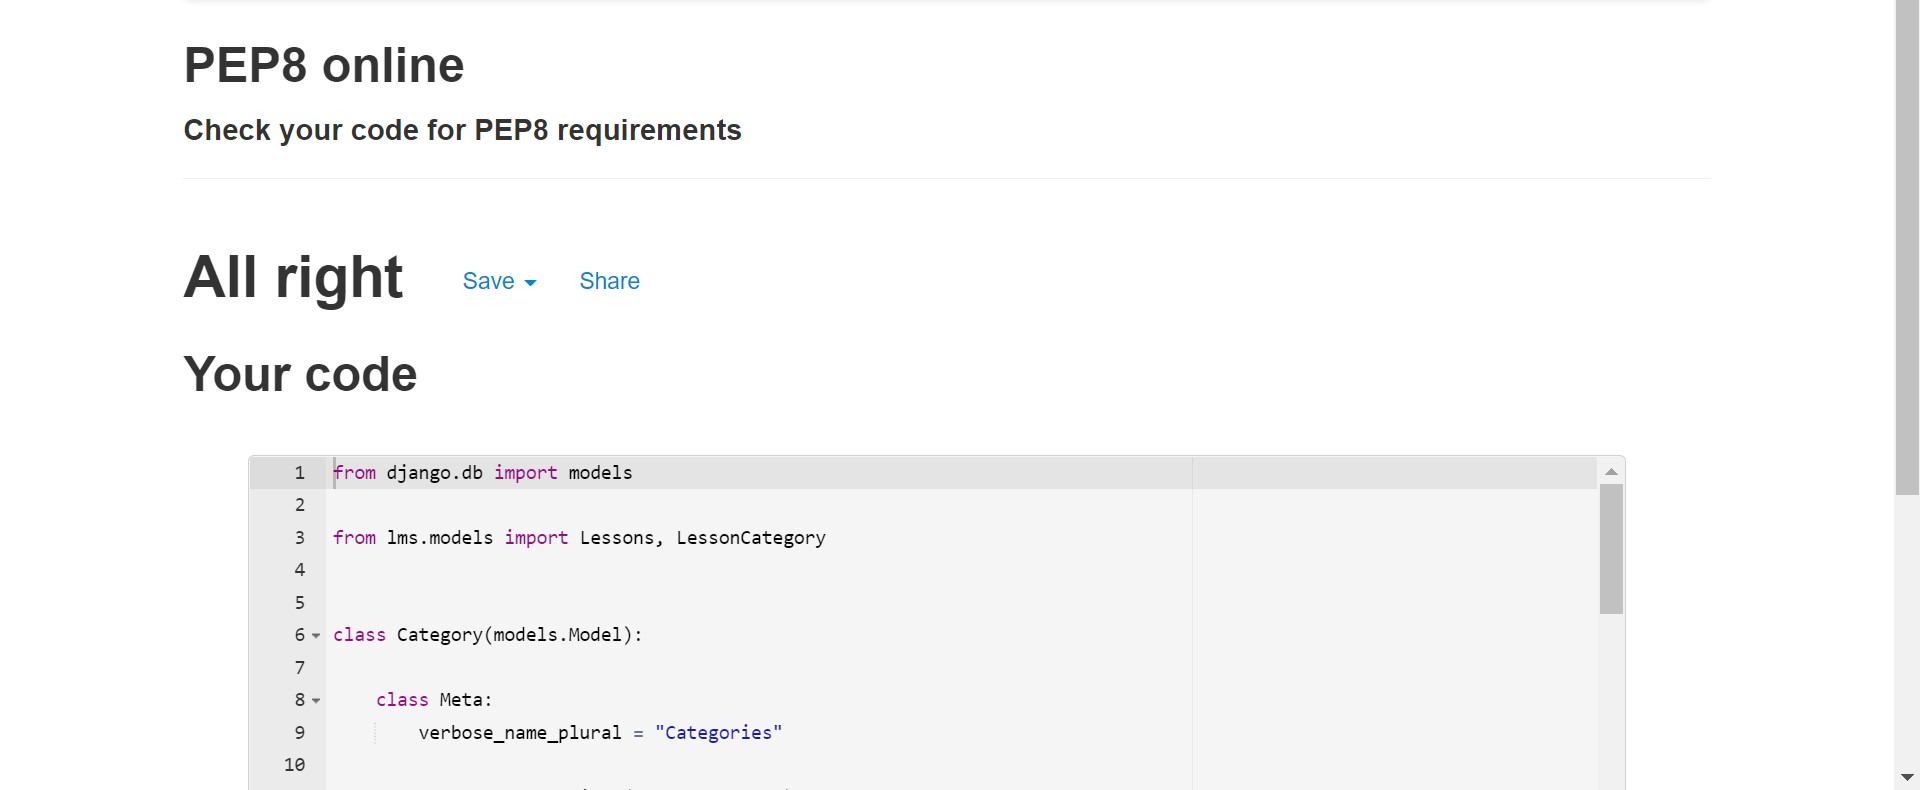 PEP8 online
Check your code for PEP8 requirements
All right Save Share
Your code
1 from django.db import models
2
3 from lms.models import Lessons, LessonCategory
4
5
6 class Category(models.Model):
7
8     class Meta:
9         verbose_name_plural = "Categories"
10